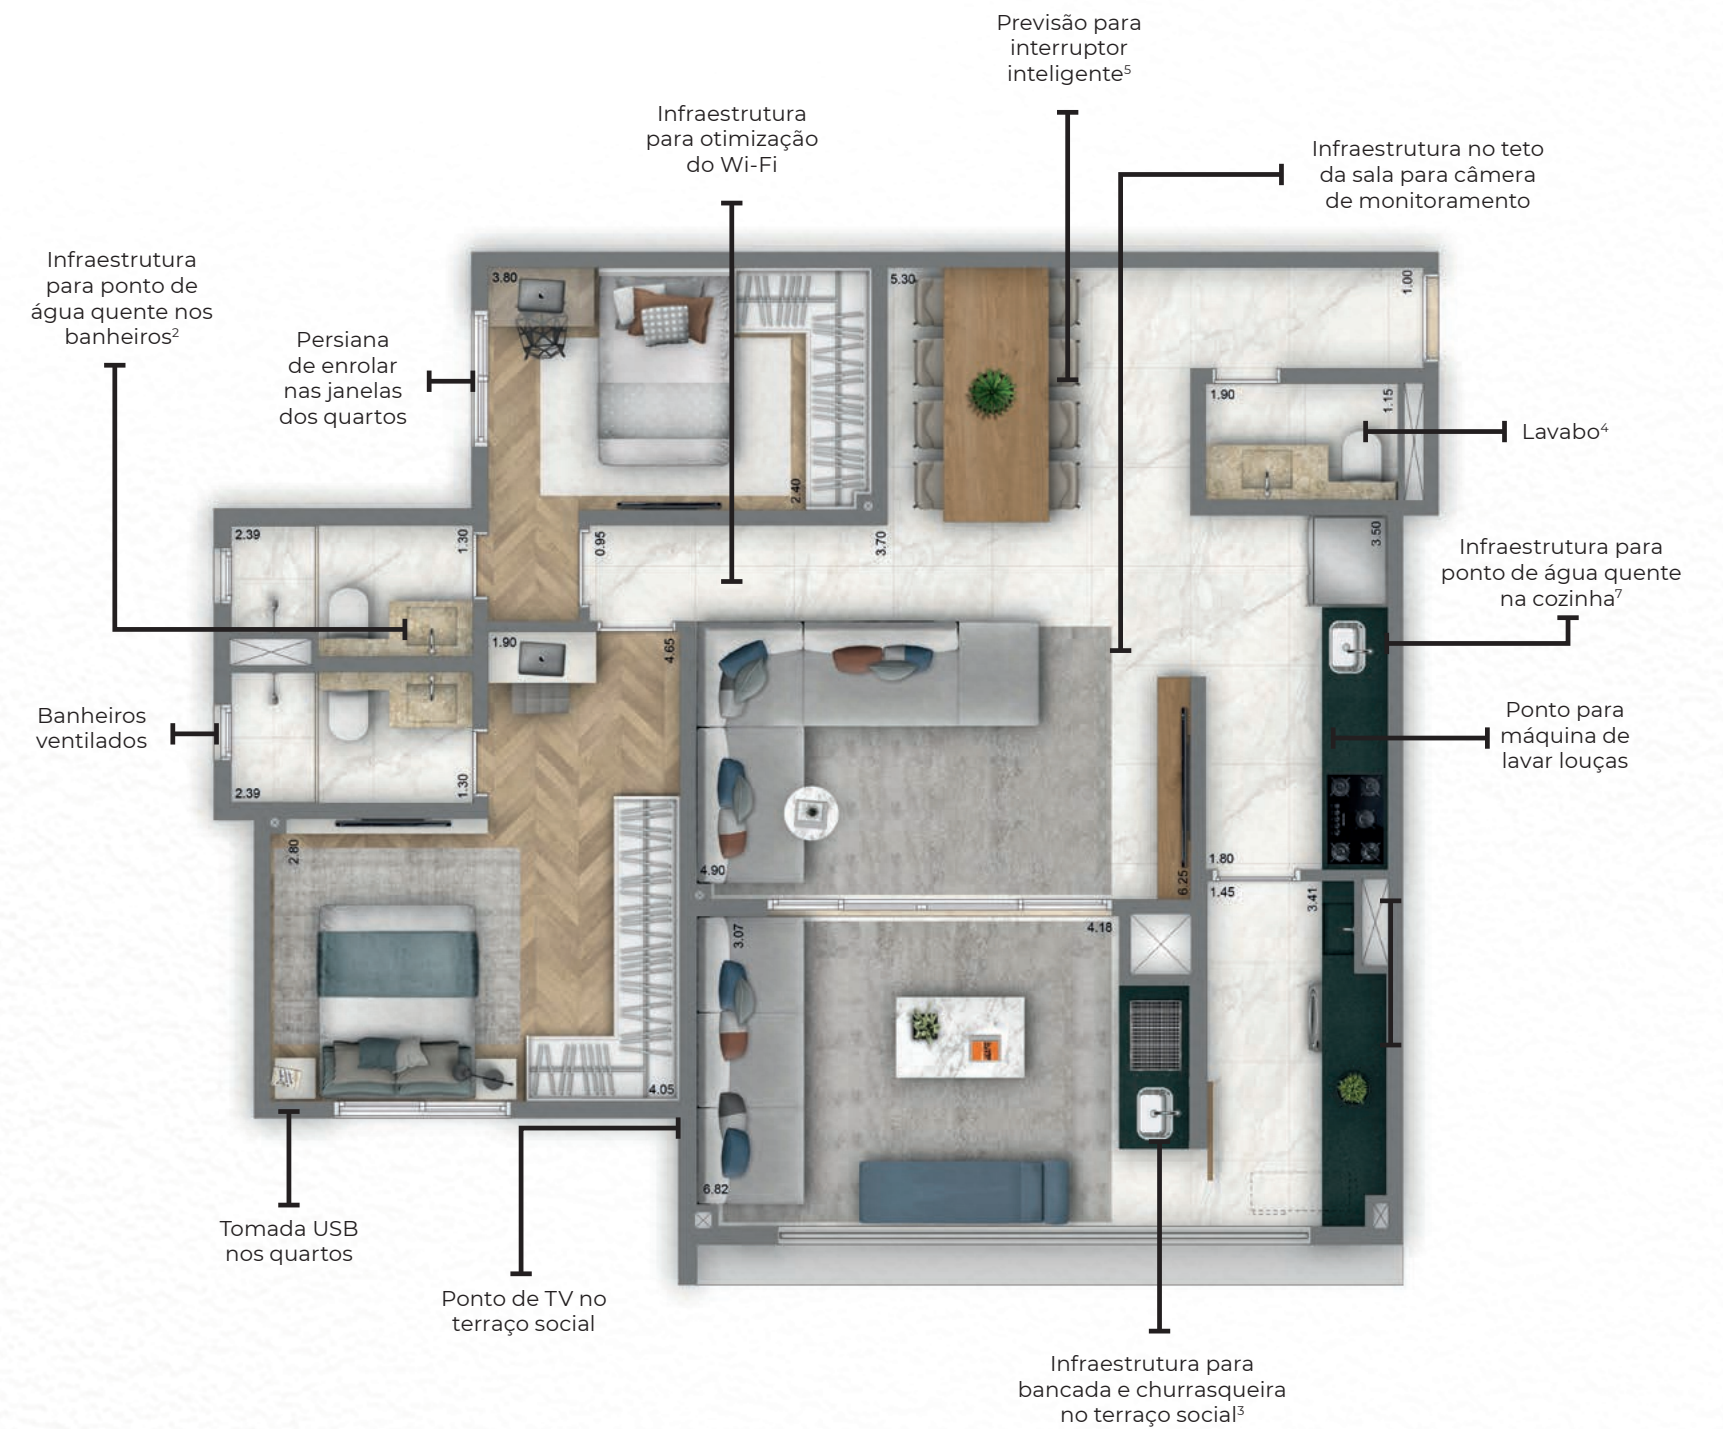 Previsão para
interruptor
inteligente⁵
Infraestrutura
para otimização
do Wi-Fi
Infraestrutura no teto
da sala para câmera
de monitoramento
Infraestrutura
para ponto de
água quente nos
banheiros²
Persiana
de enrolar
nas janelas
dos quartos
3.80
5.30
1.00
1.90
1.15
Lavabo⁴
2.40
2.39
1.30
0.95
3.70
3.50
Infraestrutura para
ponto de água quente
na cozinha⁷
1.90
4.65
Banheiros
ventilados
Ponto para
máquina de
lavar louças
2.39
1.30
2.80
4.90
6.25
1.80
1.45
3.41
3.07
4.18
4.05
6.82
Tomada USB
nos quartos
Ponto de TV no
terraço social
Infraestrutura para
bancada e churrasqueira
no terraço social³